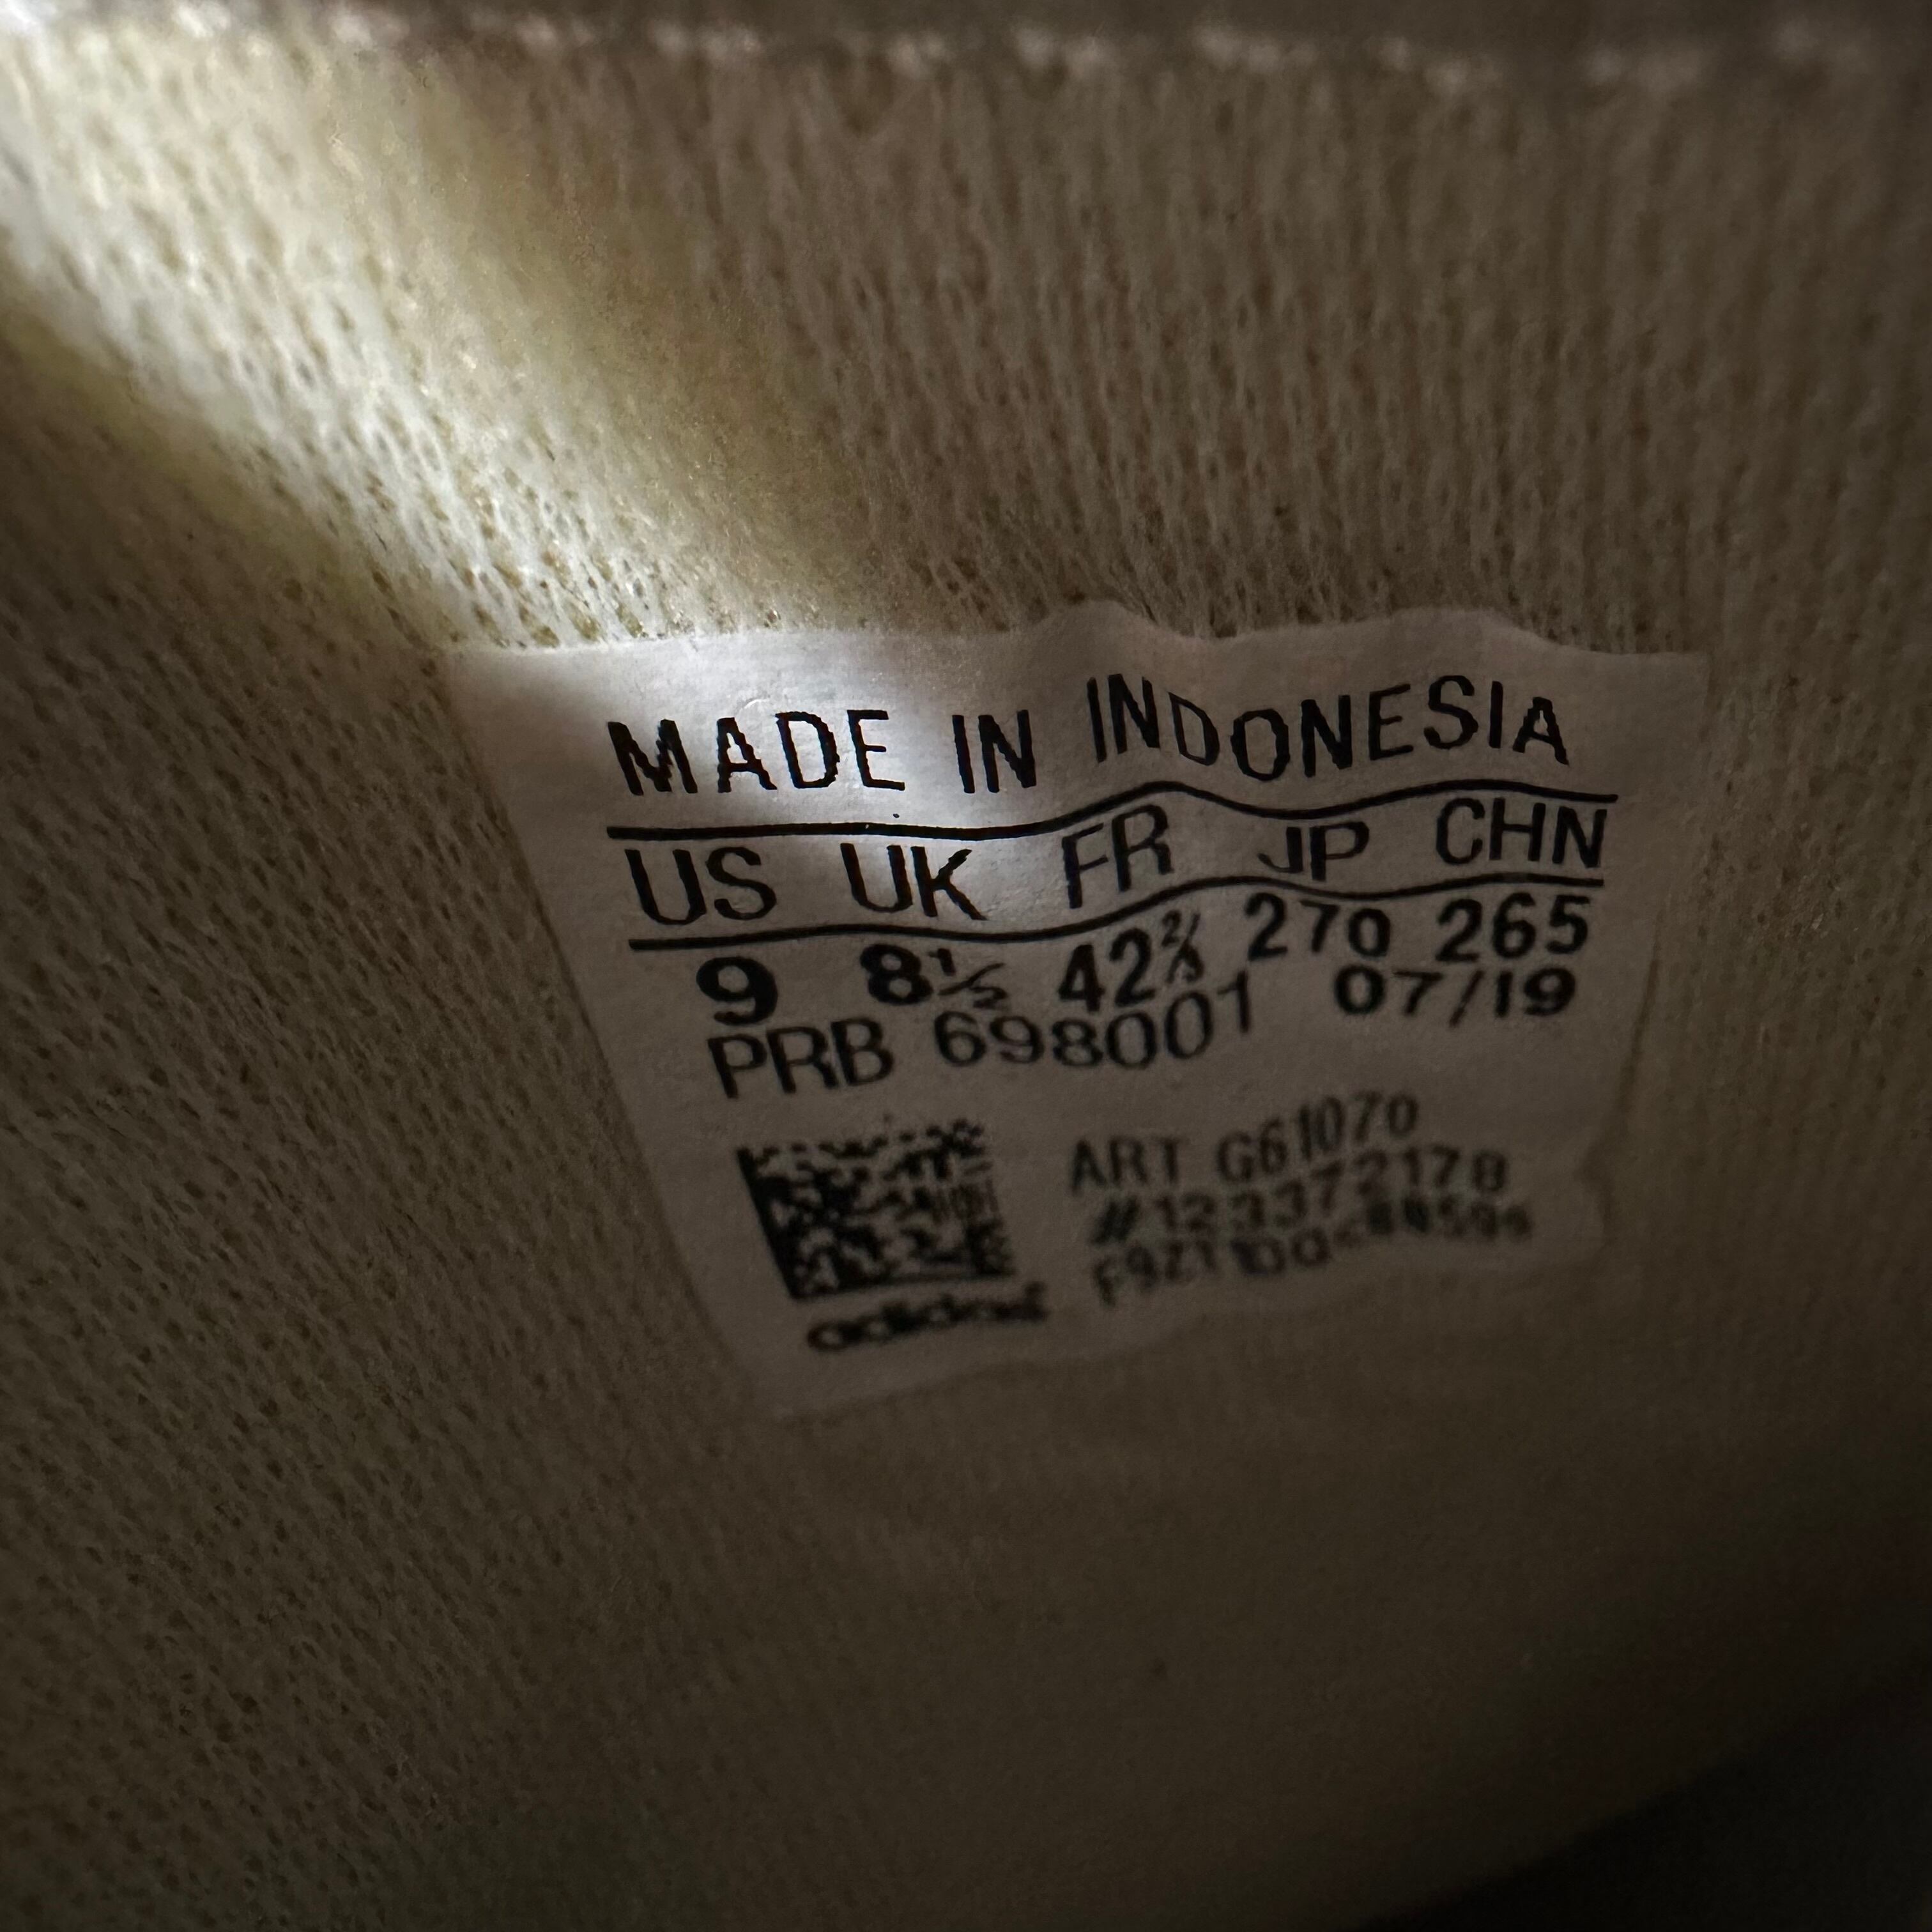 MADE IN INDONESIA
US UK FR JP CHN
9 8½ 42⅔ 270 265
PRB 698001 07/19
ART G61070
#1233372178
adidas